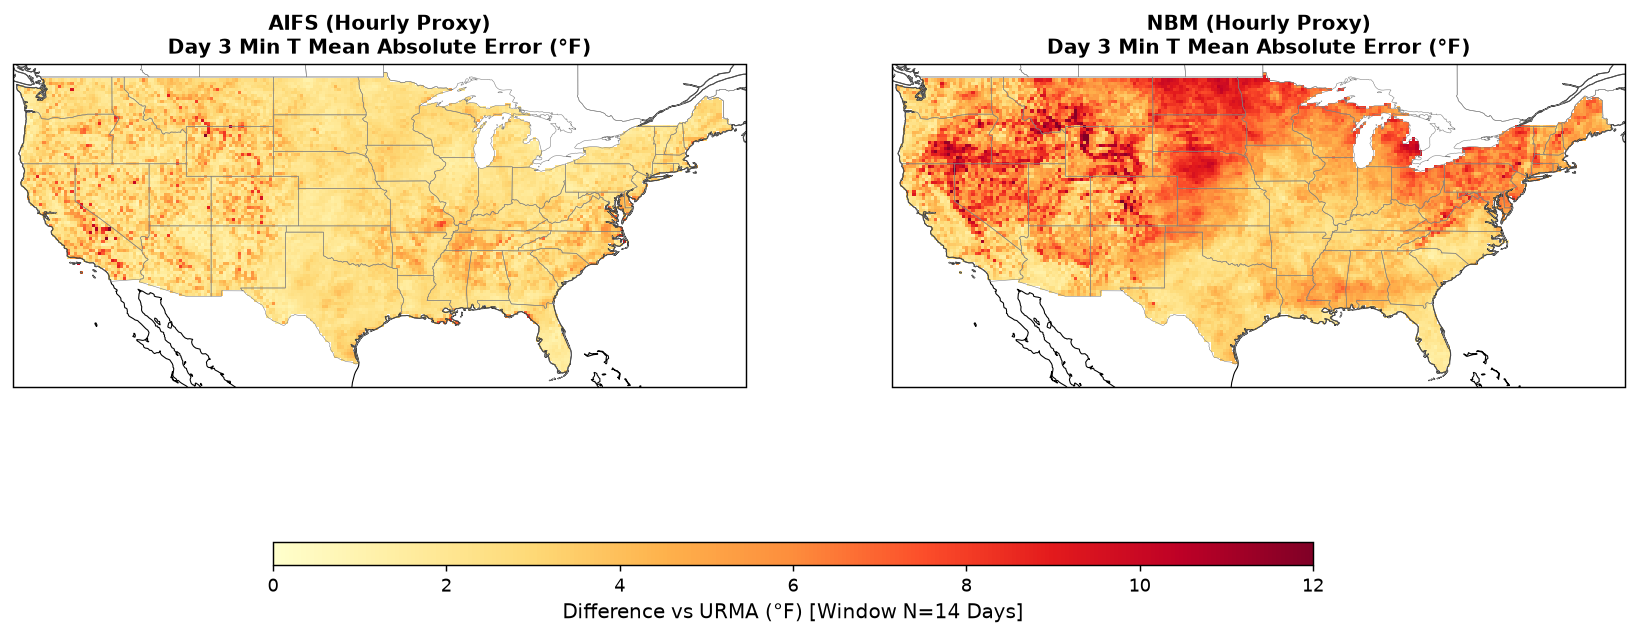 AIFS (Hourly Proxy)
Day 3 Min T Mean Absolute Error (°F)
NBM (Hourly Proxy)
Day 3 Min T Mean Absolute Error (°F)
0 2 4 6 8 10 12
Difference vs URMA (°F) [Window N=14 Days]